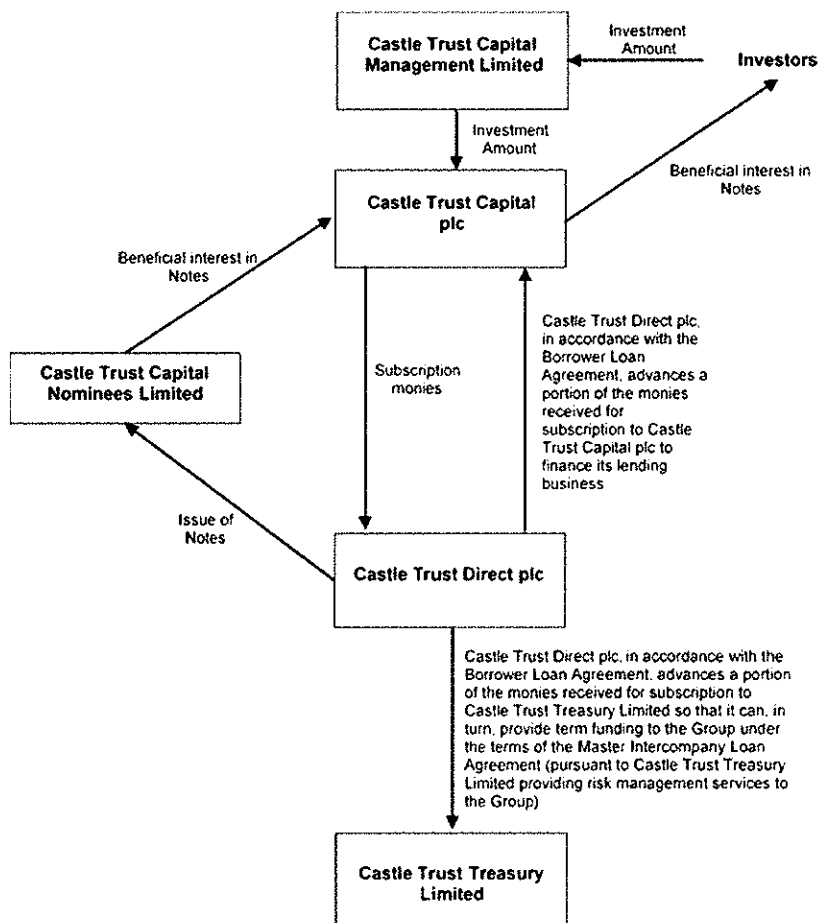 Castle Trust Capital
Management Limited
Investment
Amount
Investors
Investment
Amount
Castle Trust Capital
plc
Beneficial interest in
Notes
Beneficial interest in
Notes
Castle Trust Capital
Nominees Limited
Subscription
monies
Castle Trust Direct plc,
in accordance with the
Borrower Loan
Agreement, advances a
portion of the monies
received for
subscription to Castle
Trust Capital plc to
finance its lending
business
Issue of
Notes
Castle Trust Direct plc
Castle Trust Direct plc, in accordance with the
Borrower Loan Agreement, advances a portion
of the monies received for subscription to
Castle Trust Treasury Limited so that it can, in
turn, provide term funding to the Group under
the terms of the Master Intercompany Loan
Agreement (pursuant to Castle Trust Treasury
Limited providing risk management services to
the Group)
Castle Trust Treasury
Limited